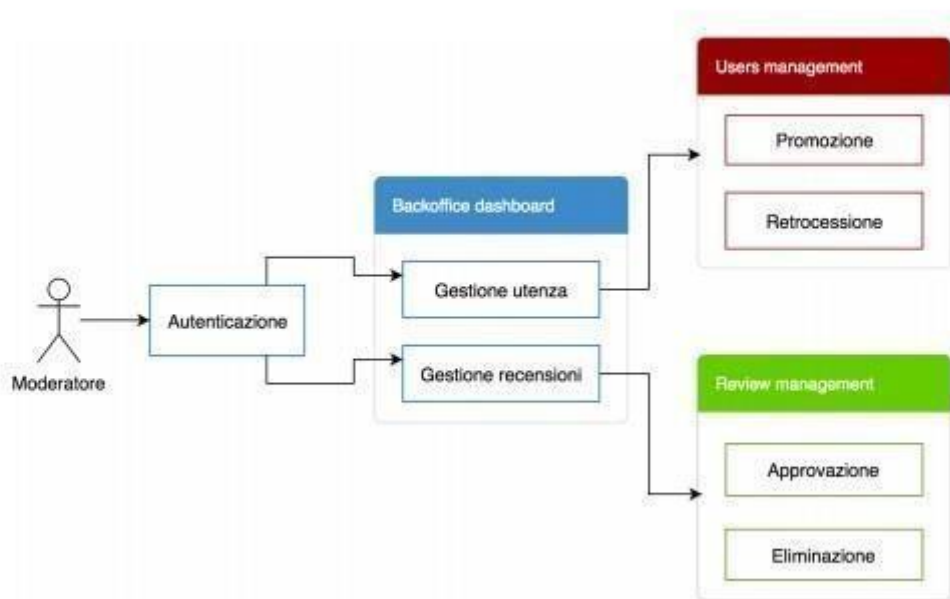 Users management
Promozione
Retrocessione
Backoffice dashboard
Gestione utenza
Gestione recensioni
Autenticazione
Moderatore
Review management
Approvazione
Eliminazione